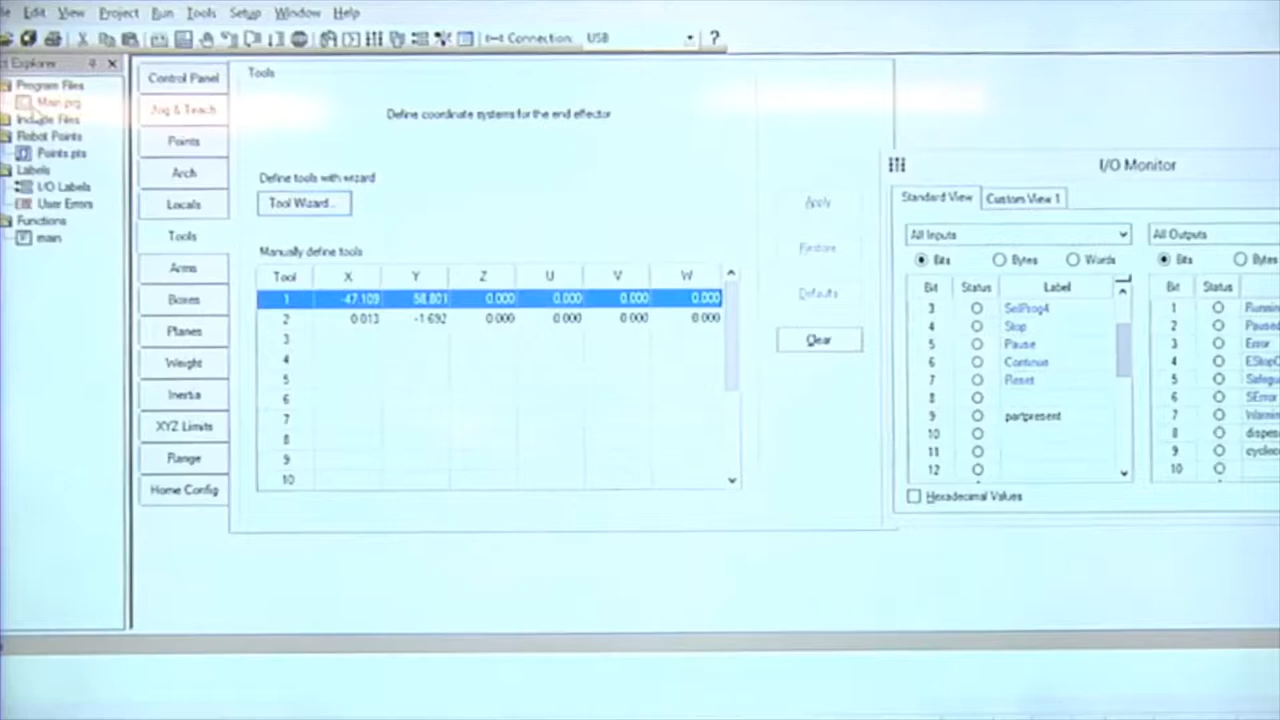 Edit View Project Run Tools Setup Window Help
Connection: USB ?
Explorer
Control Panel
Jog & Teach
Points
Arch
Locals
Tools
Arms
Boxes
Planes
Weight
Inertia
XYZ Limits
Range
Home Config
Program Files
Main.prg
Include Files
Robot Points
Points.pts
Labels
I/O Labels
User Errors
Functions
main
Tools
Define coordinate systems for the end effector
Define tools with wizard
Tool Wizard...
Manually define tools
Tool X Y Z U V W
1 -47.109 58.801 0.000 0.000 0.000 0.000
2 0.013 -1.692 0.000 0.000 0.000 0.000
3
4
5
6
7
8
9
10
Apply
Restore
Defaults
Clear
I/O Monitor
Standard View Custom View 1
All Inputs
Bits Bytes Words
Bit Status Label
3 SelProg4
4 Stop
5 Pause
6 Continue
7 Reset
8
9 partpresent
10
11
12
Hexadecimal Values
All Outputs
Bits Bytes
Bit Status
1
2
3 Error
4
5
6 SError
7
8
9
10